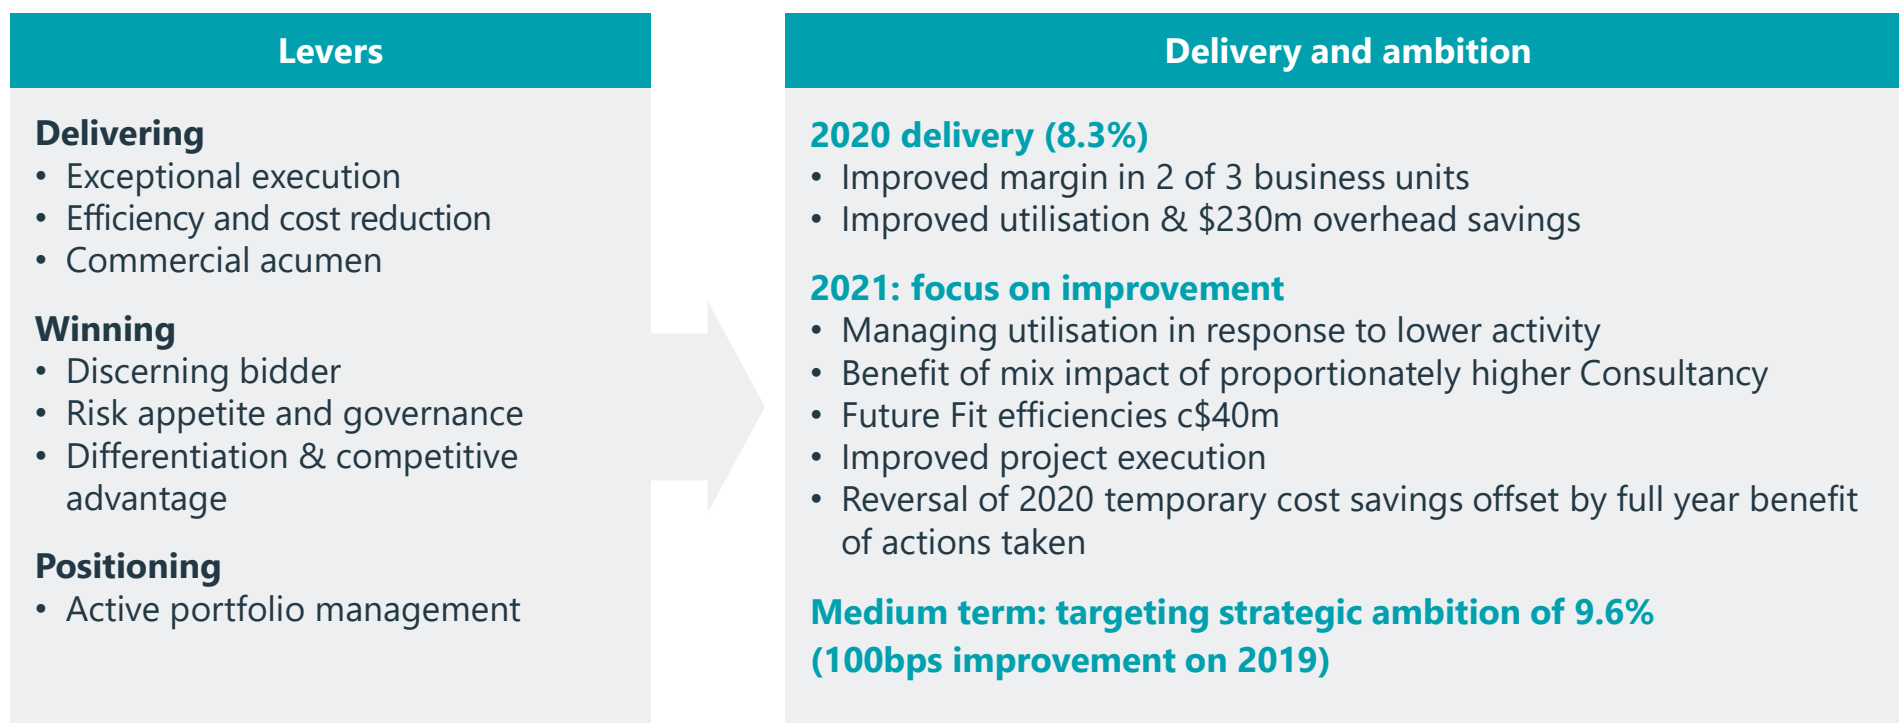 Levers
Delivering
• Exceptional execution
• Efficiency and cost reduction
• Commercial acumen
Winning
• Discerning bidder
• Risk appetite and governance
• Differentiation & competitive
advantage
Positioning
• Active portfolio management
Delivery and ambition
2020 delivery (8.3%)
• Improved margin in 2 of 3 business units
• Improved utilisation & $230m overhead savings
2021: focus on improvement
• Managing utilisation in response to lower activity
• Benefit of mix impact of proportionately higher Consultancy
• Future Fit efficiencies c$40m
• Improved project execution
• Reversal of 2020 temporary cost savings offset by full year benefit
of actions taken
Medium term: targeting strategic ambition of 9.6%
(100bps improvement on 2019)